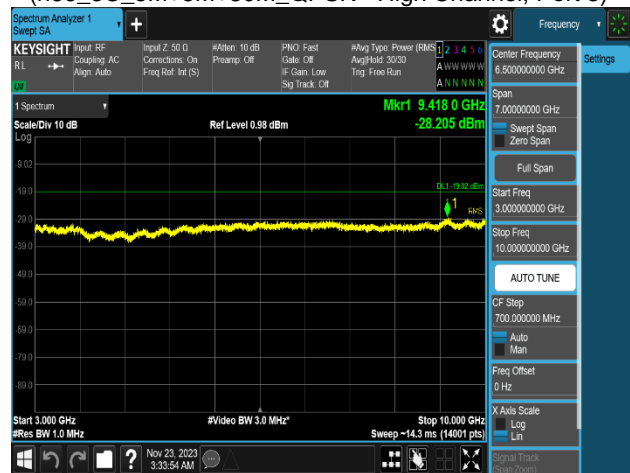 Spectrum Analyzer 1
Swept SA
+
Frequency
KEYSIGHT
Input: RF
Input Z: 50 Ω
#Atten: 10 dB
PNO: Fast
#Avg Type: Power (RMS
1 2 3 4 5 6
RL
Coupling: AC
Corrections: On
Preamp: Off
Gate: Off
Avg|Hold: 30/30
A W W W W W
Align: Auto
Freq Ref: Int (S)
IF Gain: Low
Trig: Free Run
Sig Track: Off
A N N N N N
Center Frequency
6.500000000 GHz
Settings
Span
7.00000000 GHz
Swept Span
Zero Span
Full Span
Start Freq
3.000000000 GHz
Stop Freq
10.000000000 GHz
AUTO TUNE
CF Step
700.000000 MHz
Auto
Man
Freq Offset
0 Hz
X Axis Scale
Log
Lin
Signal Track
(Span Zoom)
1 Spectrum
Mkr1 9.418 0 GHz
Scale/Div 10 dB
Ref Level 0.98 dBm
-28.205 dBm
Log
-9.02
-19.0
DL1 -19.82 dBm
1
RMS
-29.0
-39.0
-49.0
-59.0
-69.0
-79.0
-89.0
Start 3.000 GHz
#Video BW 3.0 MHz*
Stop 10.000 GHz
#Res BW 1.0 MHz
Sweep ~14.3 ms (14001 pts)
?
Nov 23, 2023
3:33:54 AM